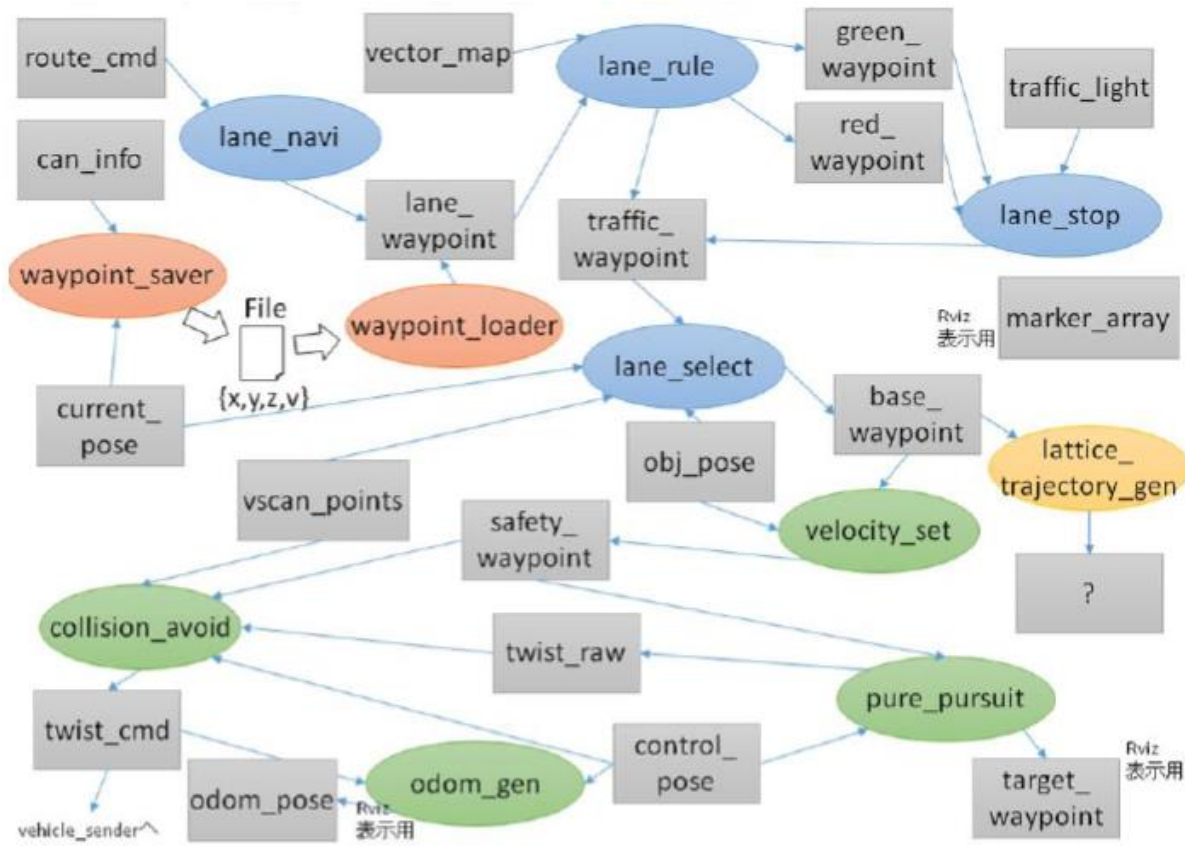 route_cmd
vector_map
lane_rule
green_
waypoint
traffic_light
lane_navi
can_info
red_
waypoint
lane_
waypoint
traffic_
waypoint
lane_stop
waypoint_saver
File
{x,y,z,v}
waypoint_loader
Rviz
表示用
marker_array
lane_select
current_
pose
base_
waypoint
obj_pose
lattice_
trajectory_gen
vscan_points
safety_
waypoint
velocity_set
?
collision_avoid
twist_raw
pure_pursuit
twist_cmd
control_
pose
Rviz
表示用
odom_pose
Rviz
表示用
odom_gen
target_
waypoint
vehicle_senderへ